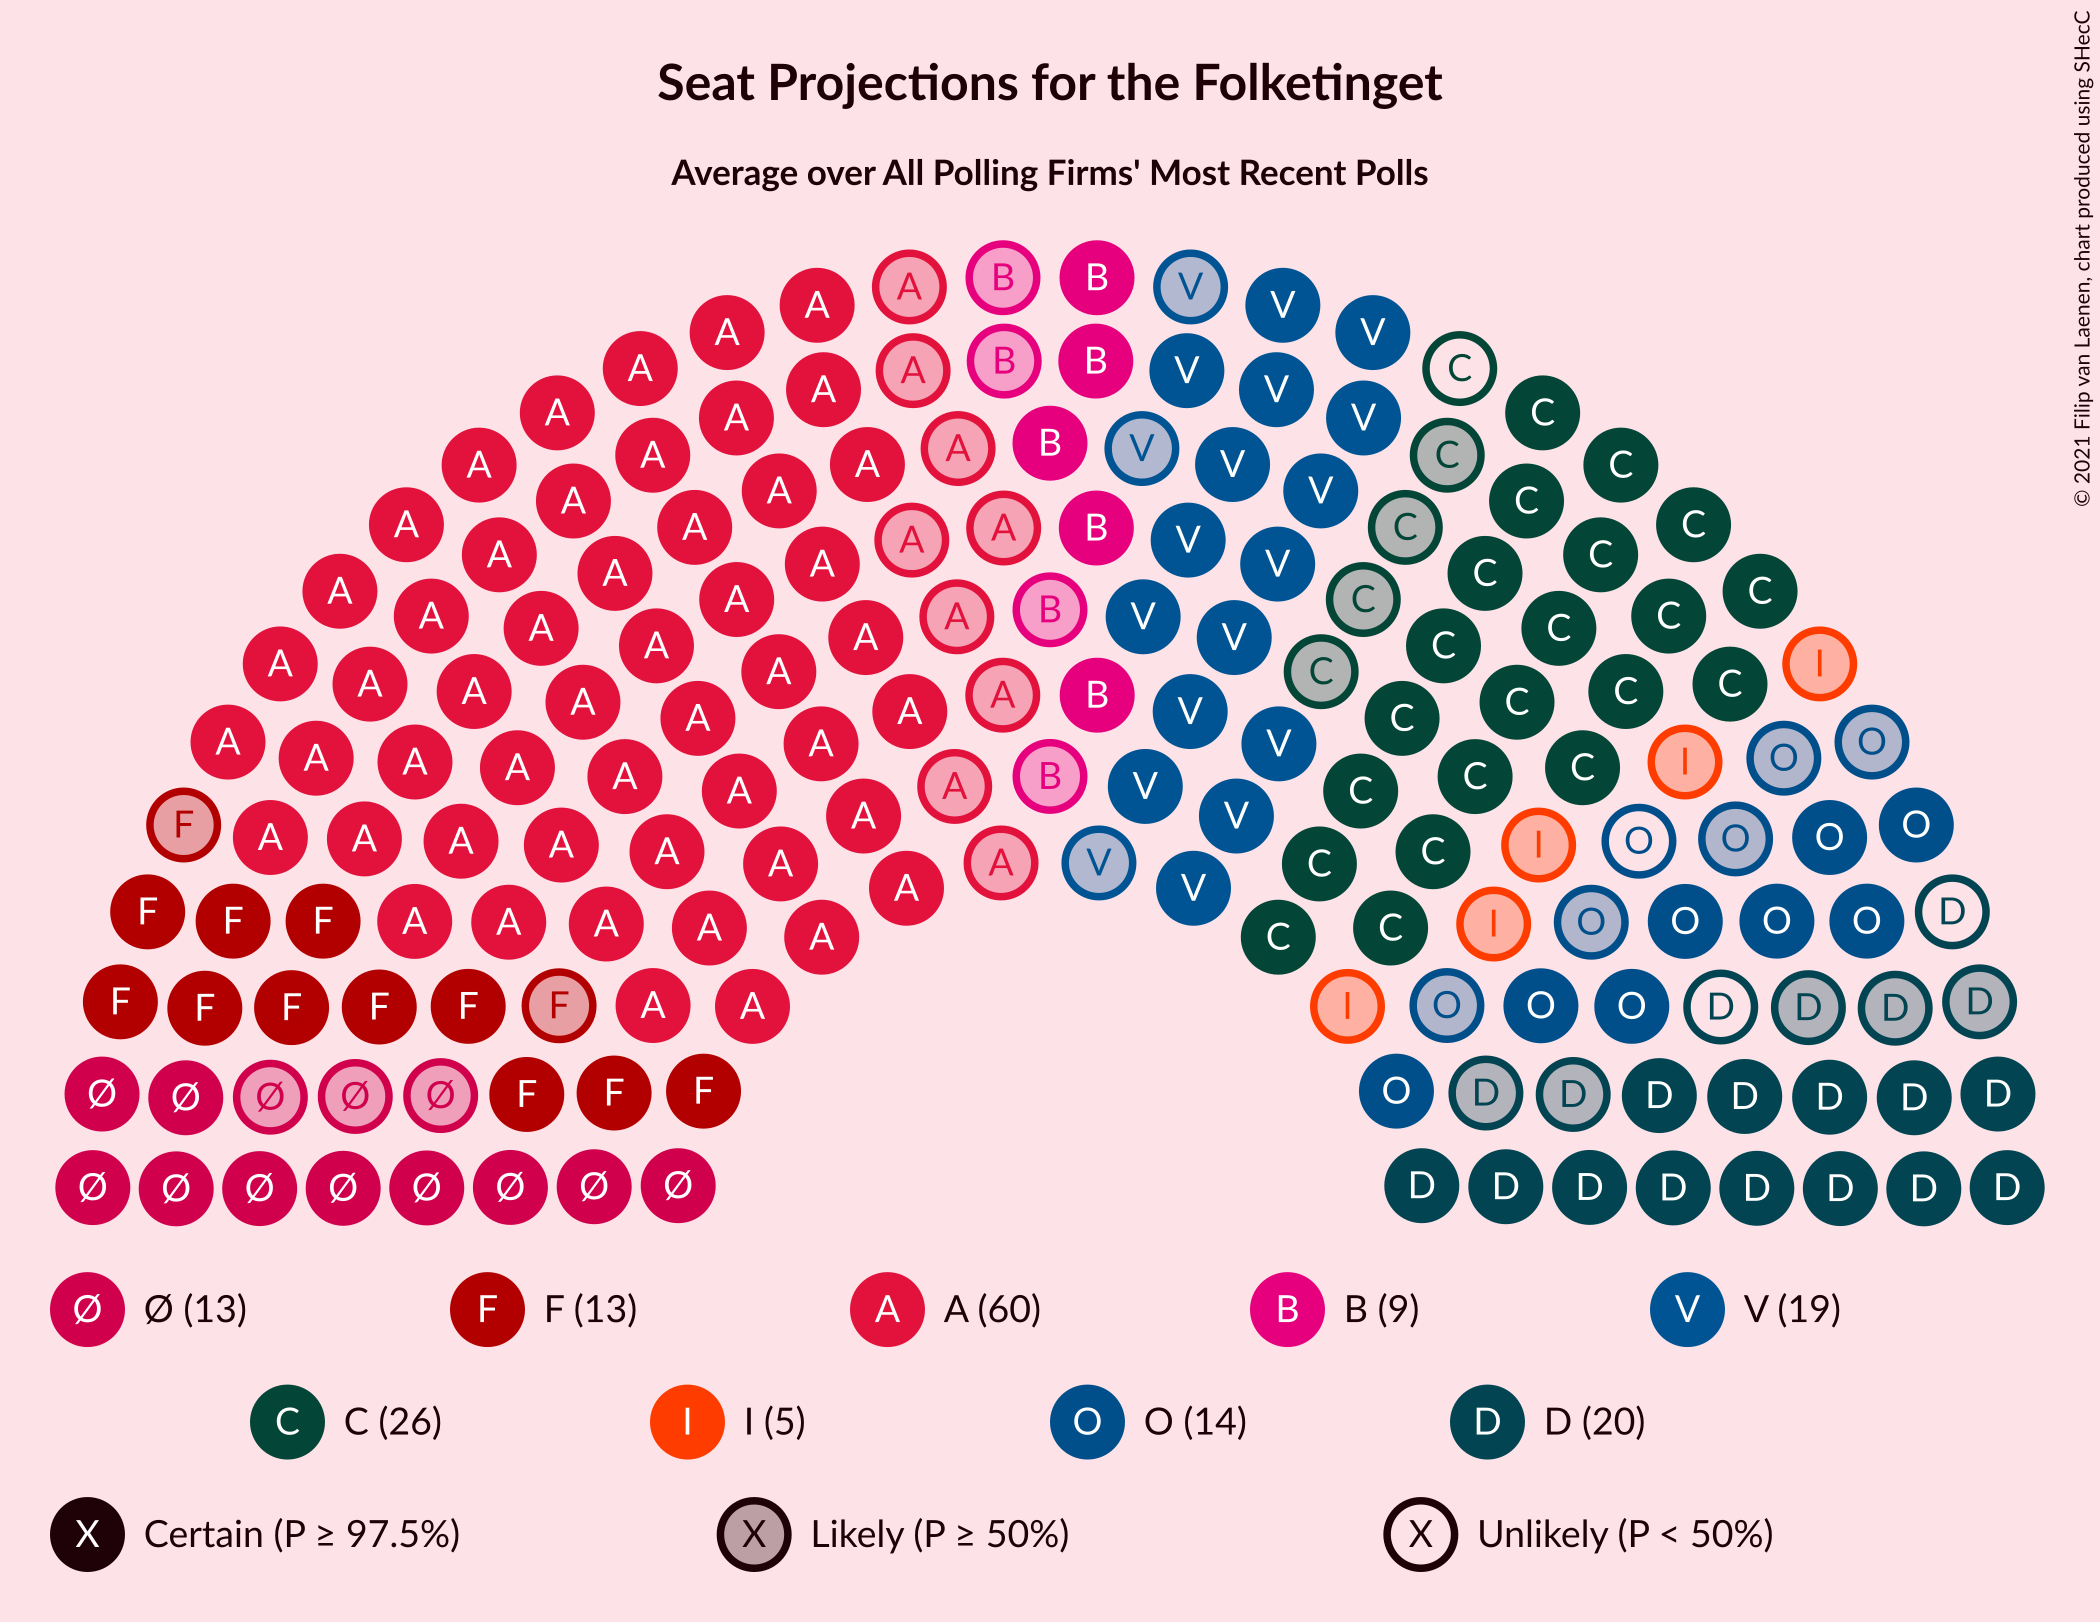 Seat Projections for the Folketinget
Average over All Polling Firms' Most Recent Polls
© 2021 Filip van Laenen, chart produced using SHecC
A B B V
A A V V
A A B B V V
A A V C
A A A B V V V C
A A A V V C C
A A A A B V V C C
A A A A V C C C
A A A A B V V C C C C
A A A A A V C C C C
A A A A A B V C C C C I
A A A A A V V C C C I O O
F A A A A A A B V V C C C I O O O O
A A A V C C
F F F A A A A A A V C C I O O O O D
F F F F F F A A I O O O D D D D
Ø Ø Ø Ø Ø F F F O D D D D D D D
Ø Ø Ø Ø Ø Ø Ø Ø D D D D D D D D
Ø Ø (13) F F (13) A A (60) B B (9) V V (19)
C C (26) I I (5) O O (14) D D (20)
X Certain (P ≥ 97.5%) X Likely (P ≥ 50%) X Unlikely (P < 50%)